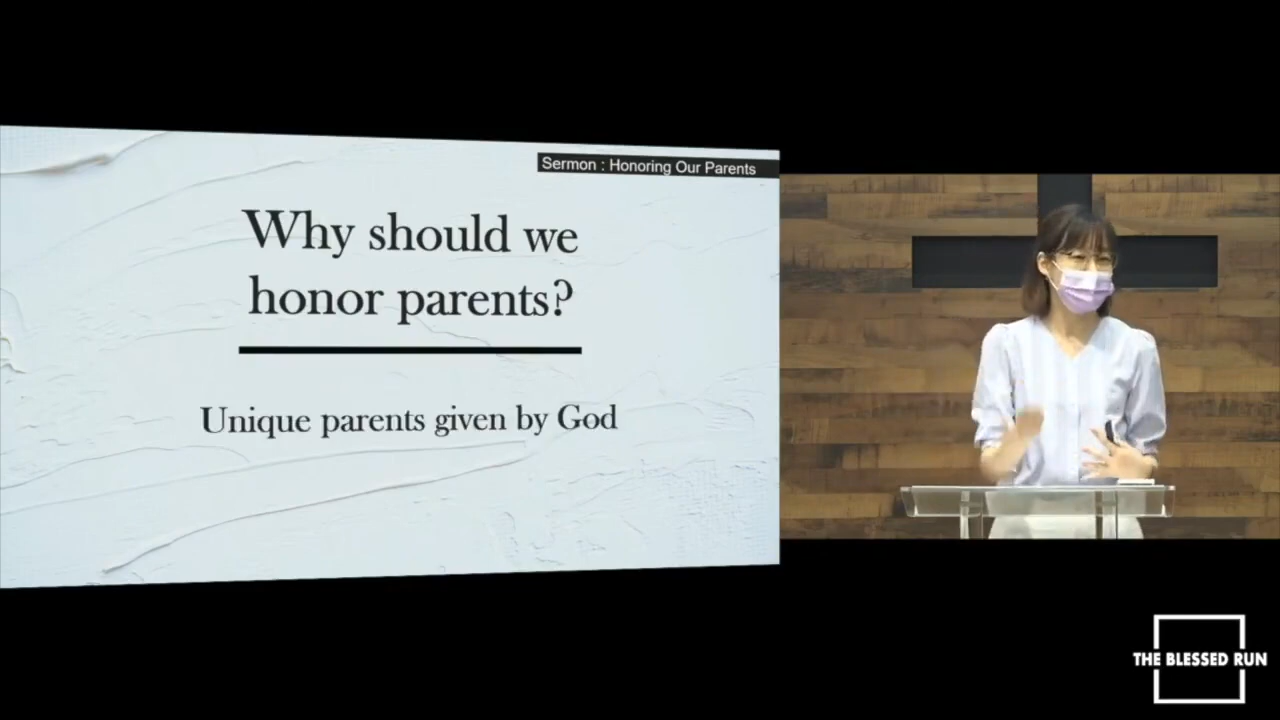 Sermon : Honoring Our Parents
Why should we
honor parents?
Unique parents given by God
THE BLESSED RUN